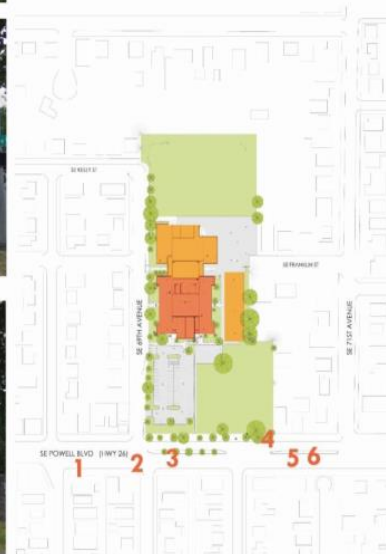 SE KELLY ST
SE FRANKLIN ST
SE 69TH AVENUE
SE 71ST AVENUE
SE POWELL BLVD (HWY 26)
1
2
3
4
5
6